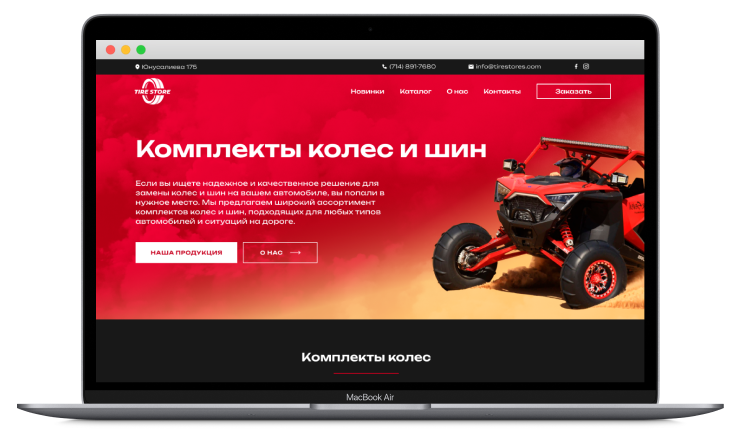 Юнусалиева 175
(714) 891-7680
info@tirestores.com
TIRE STORE
Новинки
Каталог
О нас
Контакты
Заказать
Комплекты колес и шин
Если вы ищете надежное и качественное решение для
замены колес и шин на вашем автомобиле, вы попали в
нужное место. Мы предлагаем широкий ассортимент
комплектов колес и шин, подходящих для любых типов
автомобилей и ситуаций на дороге.
НАША ПРОДУКЦИЯ
О НАС
Комплекты колес
MacBook Air